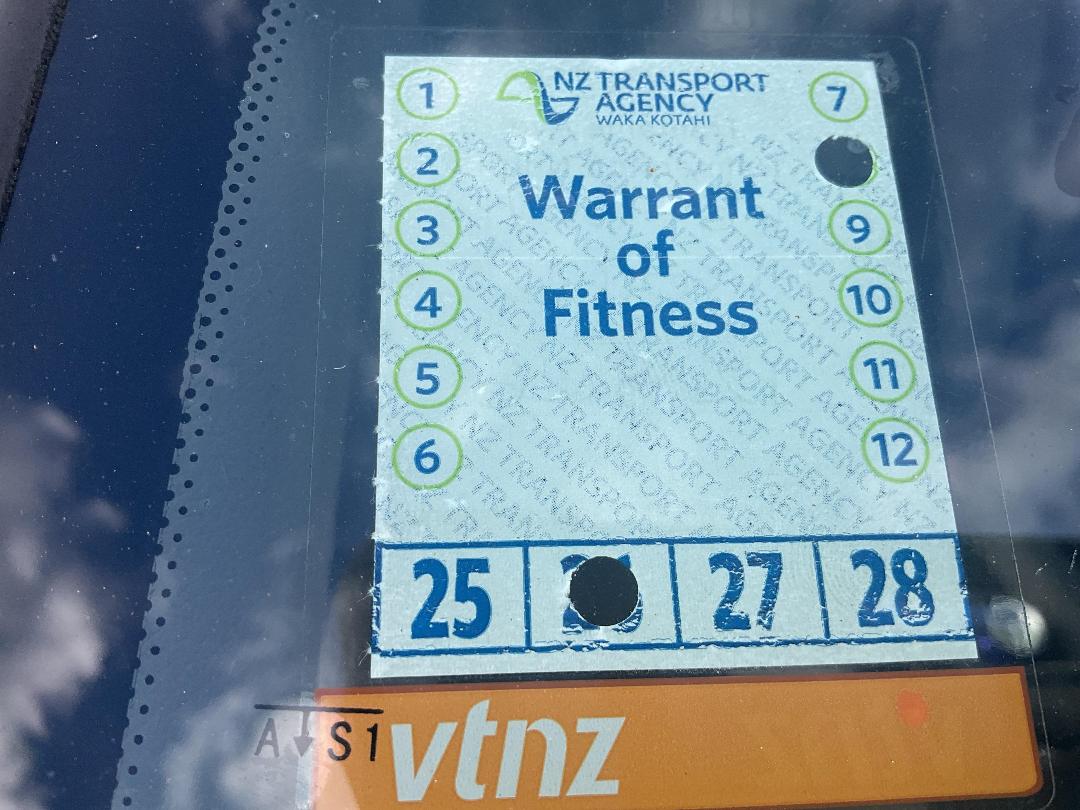 NZ TRANSPORT
AGENCY
WAKA KOTAHI
1
2
3
4
5
6
Warrant
of
Fitness
7
9
10
11
12
25
27
28
A↓S1
vtnz